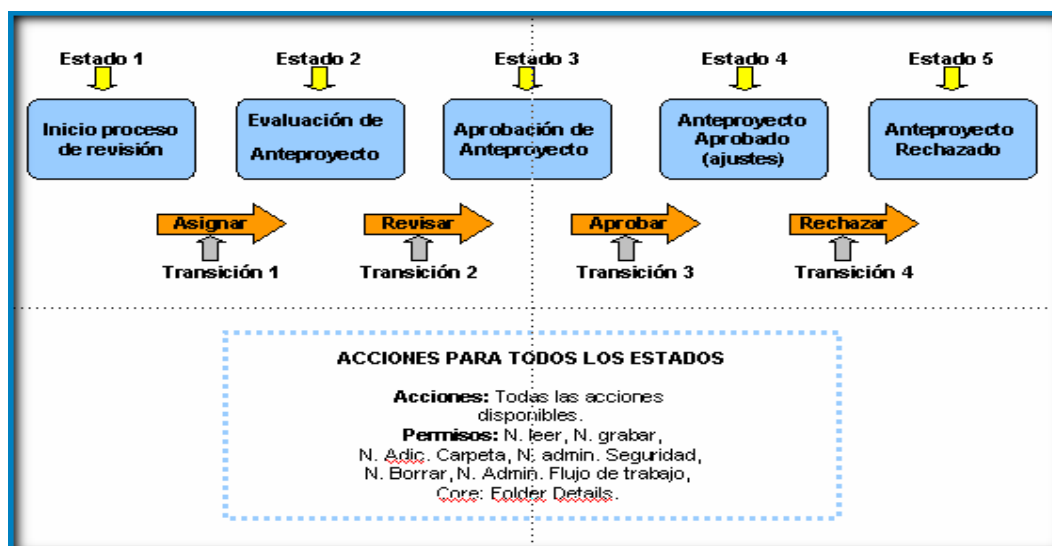 Estado 1
Estado 2
Estado 3
Estado 4
Estado 5
Inicio proceso
de revisión
Evaluación de
Anteproyecto
Aprobación de
Anteproyecto
Anteproyecto
Aprobado
(ajustes)
Anteproyecto
Rechazado
Asignar
Revisar
Aprobar
Rechazar
Transición 1
Transición 2
Transición 3
Transición 4
ACCIONES PARA TODOS LOS ESTADOS
Acciones: Todas las acciones
disponibles.
Permisos: N. leer, N. grabar,
N. Adic. Carpeta, N. admin. Seguridad,
N. Borrar, N. Admin. Flujo de trabajo,
Core: Folder Details.